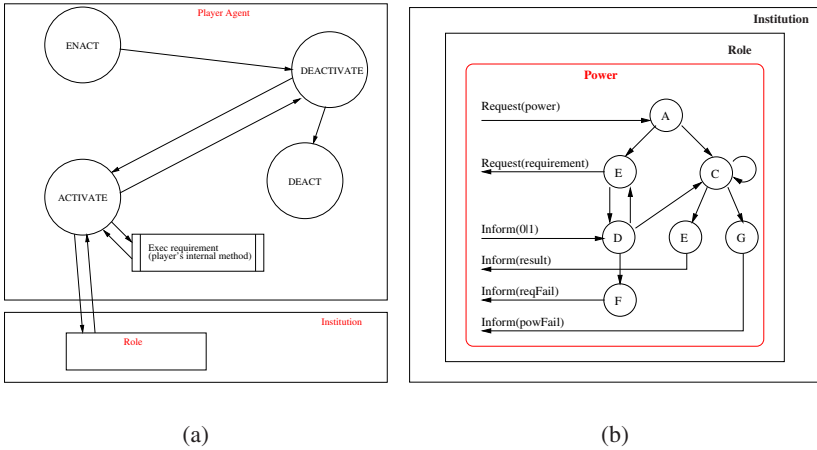 Player Agent
ENACT
DEACTIVATE
DEACT
ACTIVATE
Exec requirement
(player's internal method)
Institution
Role
(a)
Institution
Role
Power
Request(power)
A
Request(requirement)
E
C
Inform(0|1)
D
E
G
Inform(result)
Inform(reqFail)
F
Inform(powFail)
(b)